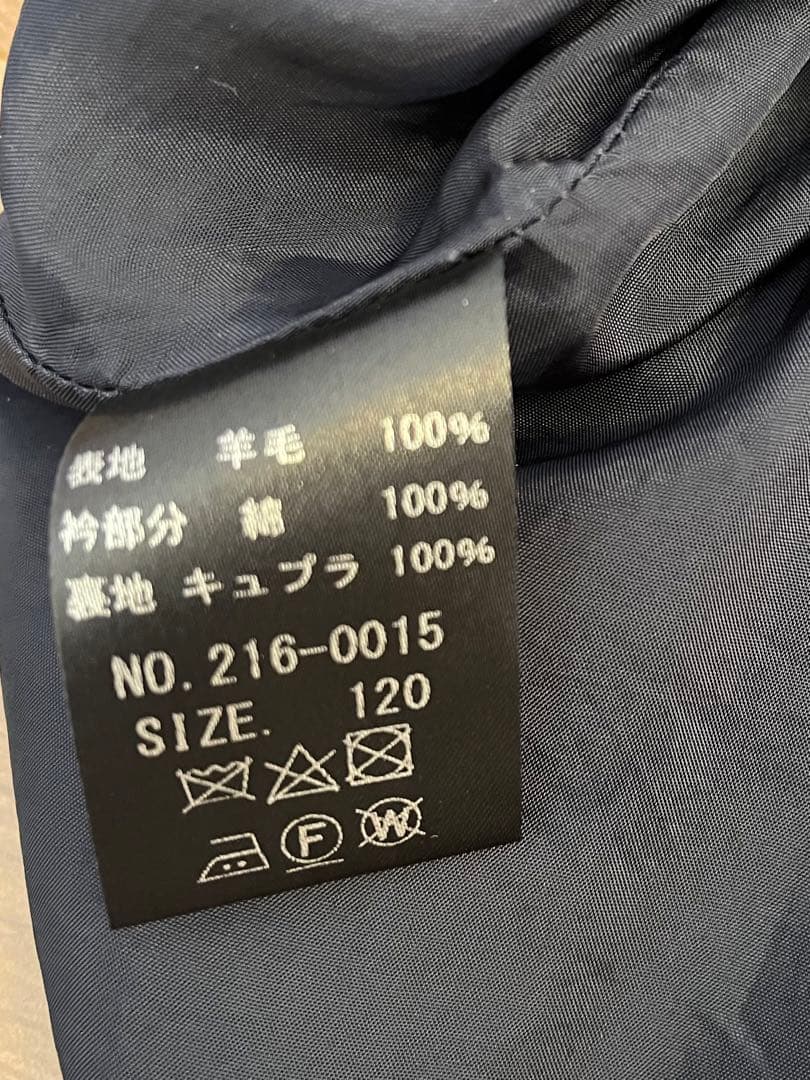 表地 羊毛 100%
衿部分 綿 100%
裏地 キュプラ 100%
NO. 216-0015
SIZE. 120
F W